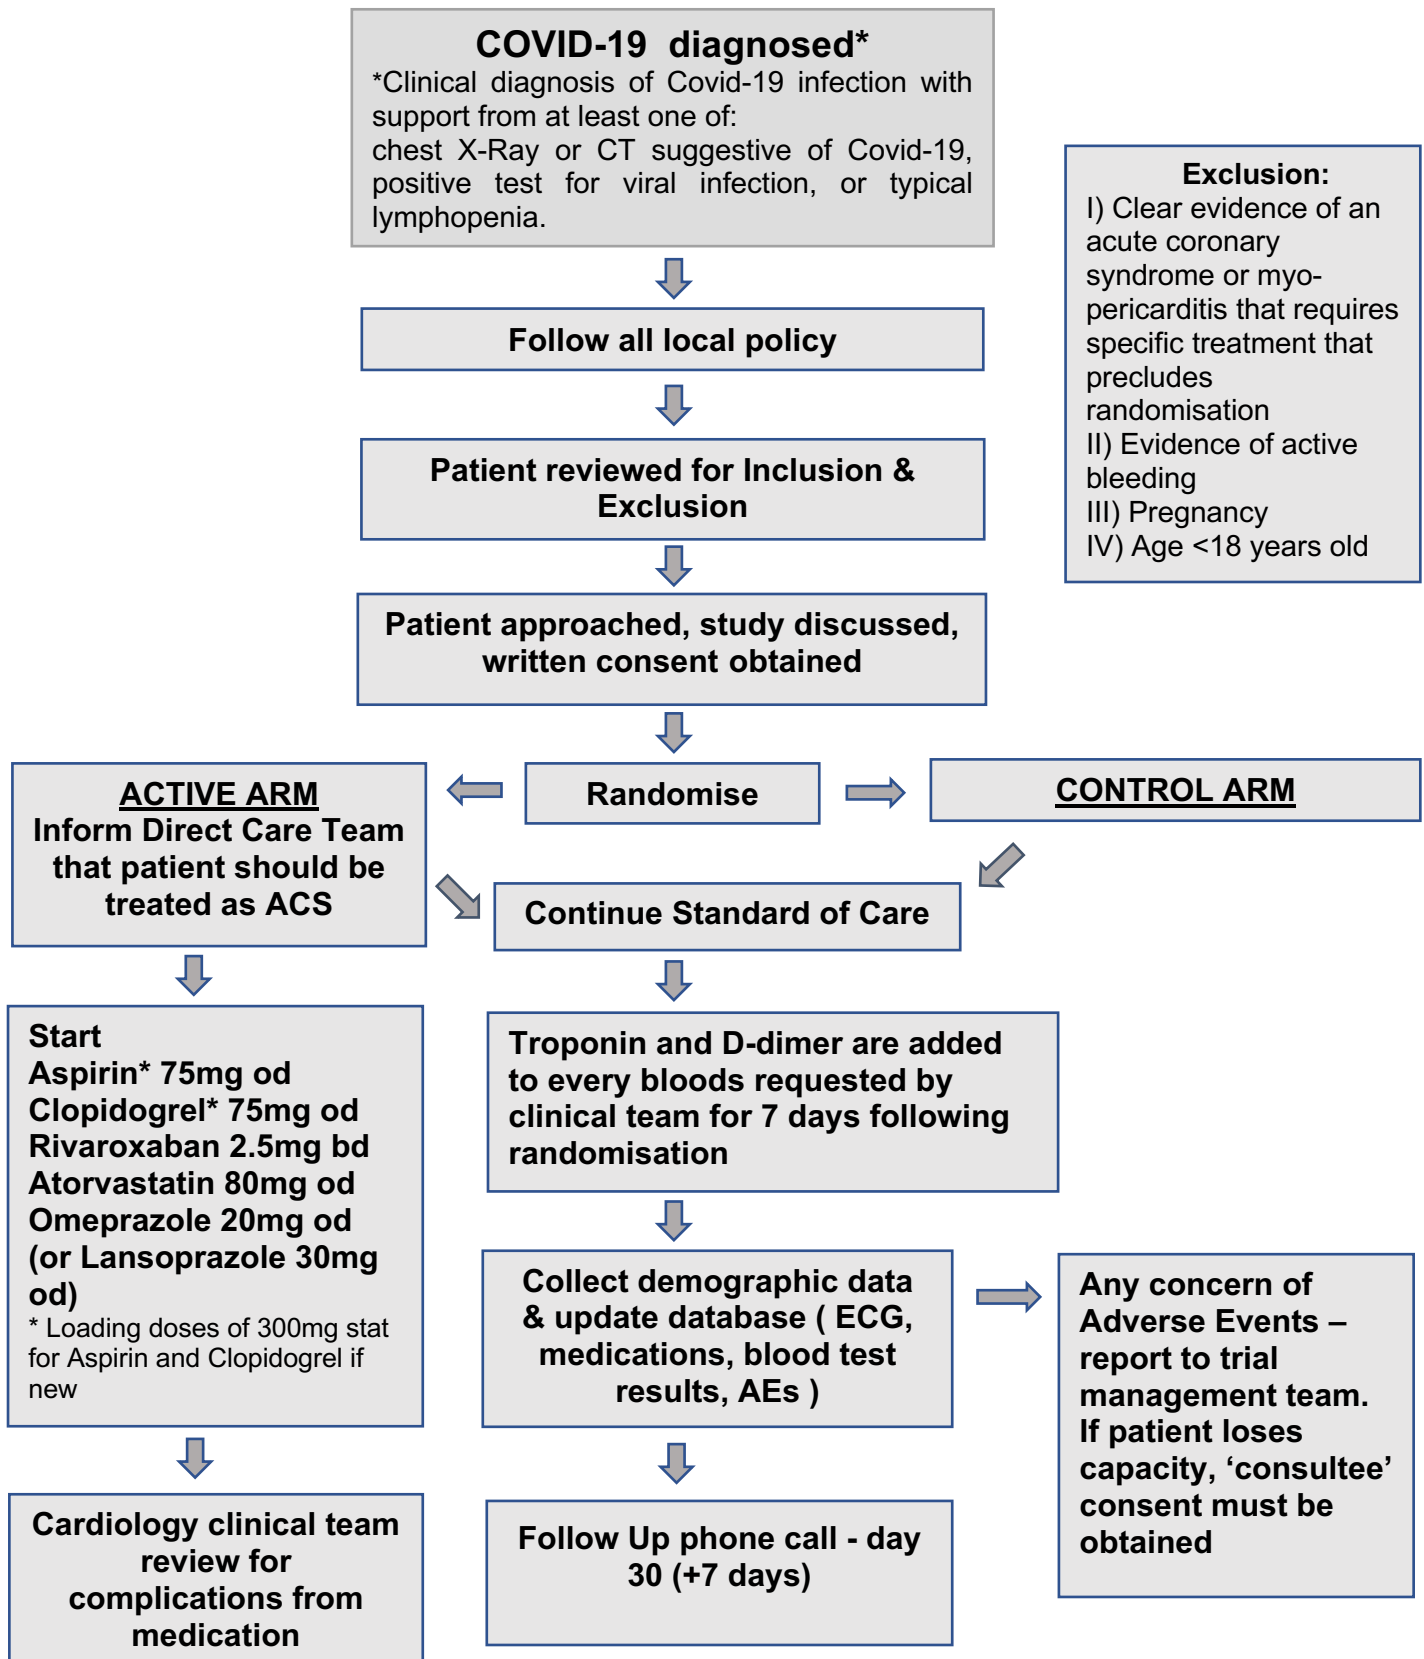 COVID-19 diagnosed*
*Clinical diagnosis of Covid-19 infection with
support from at least one of:
chest X-Ray or CT suggestive of Covid-19,
positive test for viral infection, or typical
lymphopenia.
Exclusion:
I) Clear evidence of an
acute coronary
syndrome or myo-
pericarditis that requires
specific treatment that
precludes
randomisation
II) Evidence of active
bleeding
III) Pregnancy
IV) Age <18 years old
Follow all local policy
Patient reviewed for Inclusion &
Exclusion
Patient approached, study discussed,
written consent obtained
Randomise
ACTIVE ARM
Inform Direct Care Team
that patient should be
treated as ACS
CONTROL ARM
Continue Standard of Care
Start
Aspirin* 75mg od
Clopidogrel* 75mg od
Rivaroxaban 2.5mg bd
Atorvastatin 80mg od
Omeprazole 20mg od
(or Lansoprazole 30mg
od)
* Loading doses of 300mg stat
for Aspirin and Clopidogrel if
new
Troponin and D-dimer are added
to every bloods requested by
clinical team for 7 days following
randomisation
Collect demographic data
& update database ( ECG,
medications, blood test
results, AEs )
Any concern of
Adverse Events –
report to trial
management team.
If patient loses
capacity, ‘consultee’
consent must be
obtained
Cardiology clinical team
review for
complications from
medication
Follow Up phone call - day
30 (+7 days)